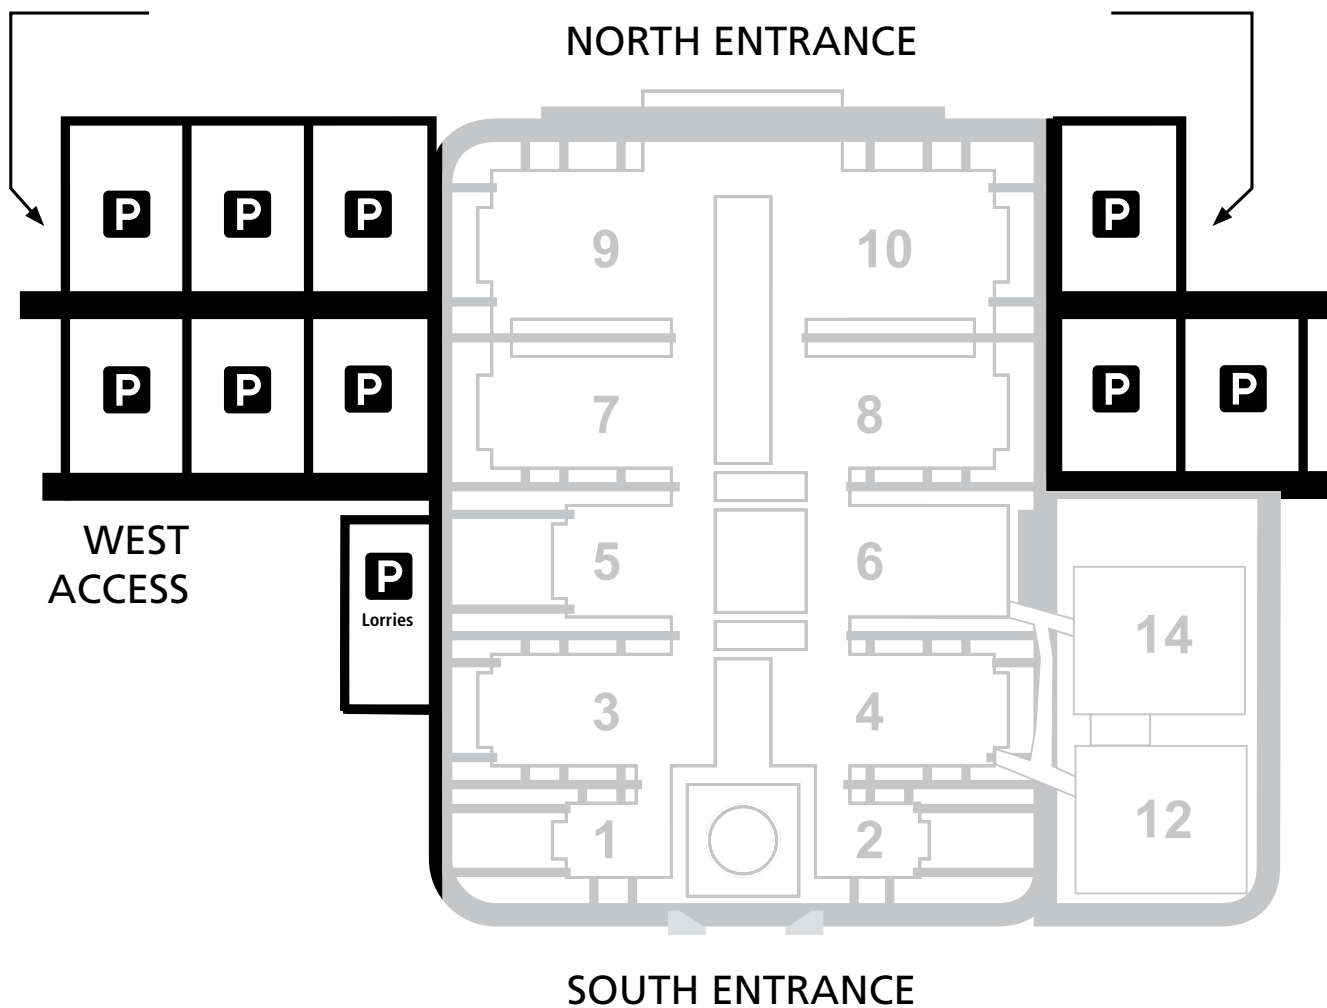 NORTH ENTRANCE
P P P P
9 10
P P P P P
7 8
WEST
ACCESS
5 6
P
Lorries
14
3 4
12
1 2
SOUTH ENTRANCE